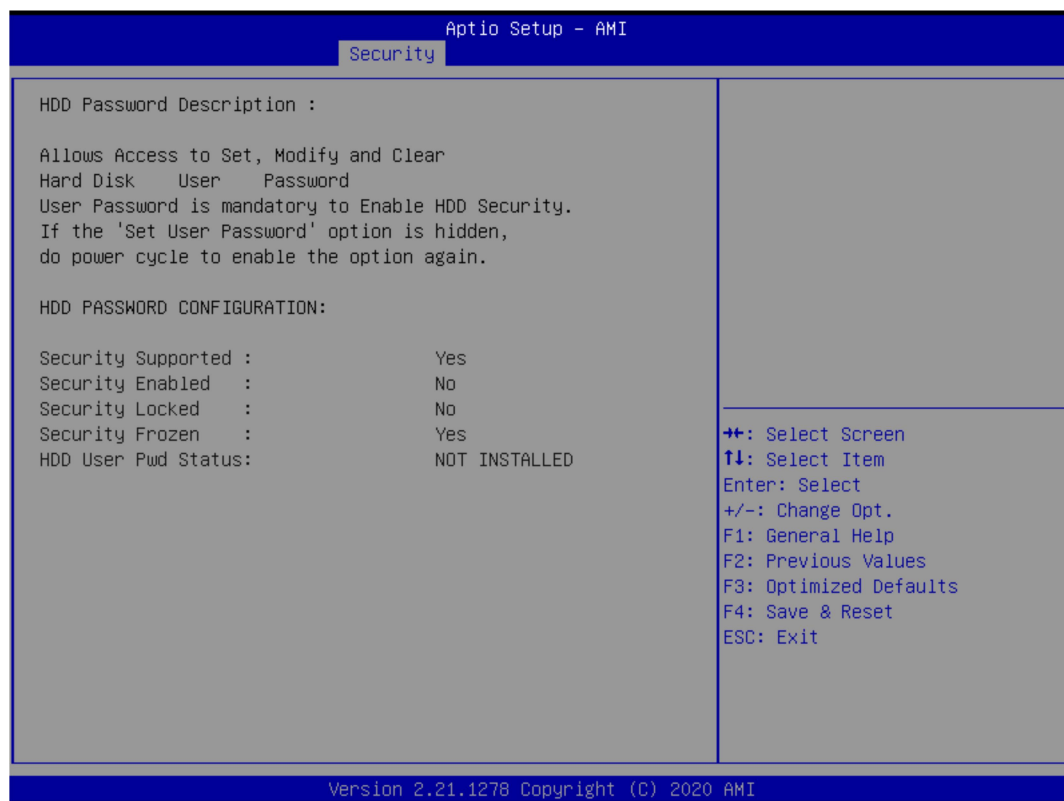 Aptio Setup – AMI
Security
HDD Password Description :
Allows Access to Set, Modify and Clear
Hard Disk    User    Password
User Password is mandatory to Enable HDD Security.
If the 'Set User Password' option is hidden,
do power cycle to enable the option again.
HDD PASSWORD CONFIGURATION:
Security Supported :    Yes
Security Enabled   :    No
Security Locked    :    No
Security Frozen    :    Yes
HDD User Pwd Status:    NOT INSTALLED
→←: Select Screen
↑↓: Select Item
Enter: Select
+/-: Change Opt.
F1: General Help
F2: Previous Values
F3: Optimized Defaults
F4: Save & Reset
ESC: Exit
Version 2.21.1278 Copyright (C) 2020 AMI